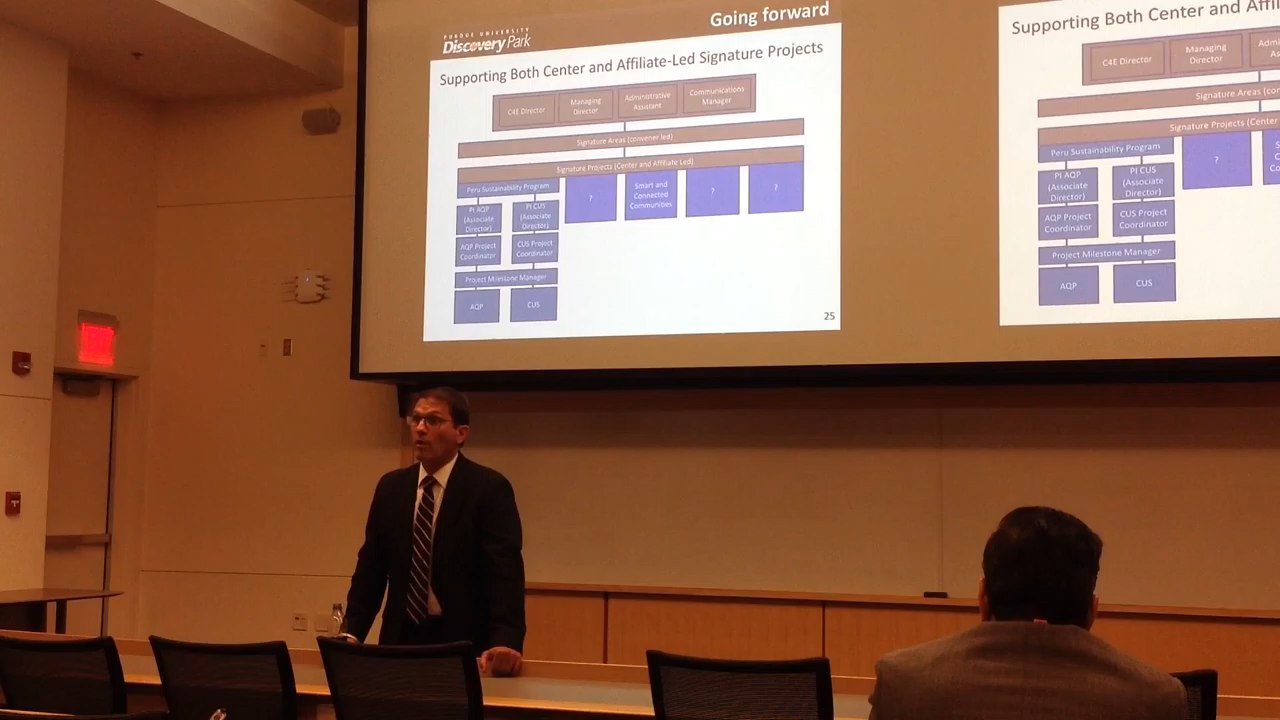 Going forward
PURDUE UNIVERSITY
Discovery Park
Supporting Both Center and Affiliate-Led Signature Projects
C4E Director
Managing
Director
Administrative
Assistant
Communications
Manager
Signature Areas (convener led)
Signature Projects (Center and Affiliate Led)
Peru Sustainability Program
PI AQP
(Associate
Director)
PI CUS
(Associate
Director)
?
Smart and
Connected
Communities
?
?
AQP Project
Coordinator
CUS Project
Coordinator
Project Milestone Manager
AQP
CUS
25
Supporting Both Center and Affil
C4E Director
Managing
Director
Admi
As
Signature Areas (co
Signature Projects (Center
Peru Sustainability Program
PI AQP
(Associate
Director)
PI CUS
(Associate
Director)
?
S
C
Co
AQP Project
Coordinator
CUS Project
Coordinator
Project Milestone Manager
AQP
CUS